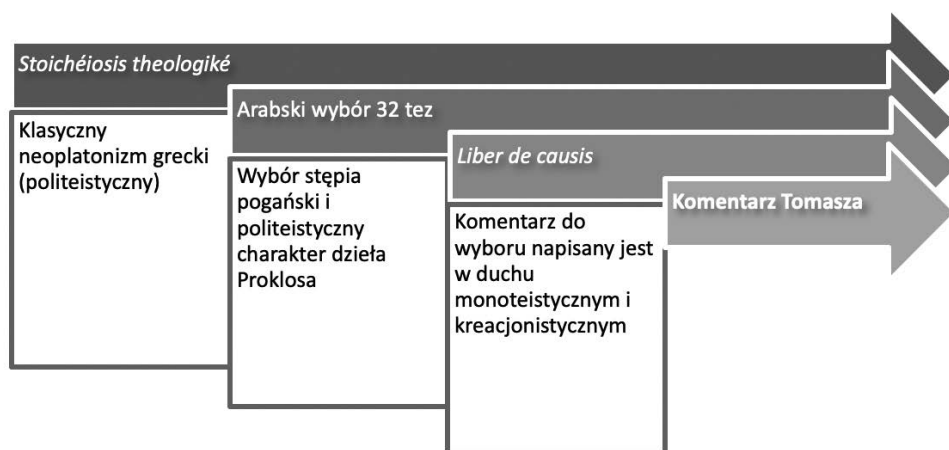 Stoichéiosis theologiké
Klasyczny
neoplatonizm grecki
(politeistyczny)
Arabski wybór 32 tez
Wybór stępia
pogański i
politeistyczny
charakter dzieła
Proklosa
Liber de causis
Komentarz do
wyboru napisany jest
w duchu
monoteistycznym i
kreacjonistycznym
Komentarz Tomasza